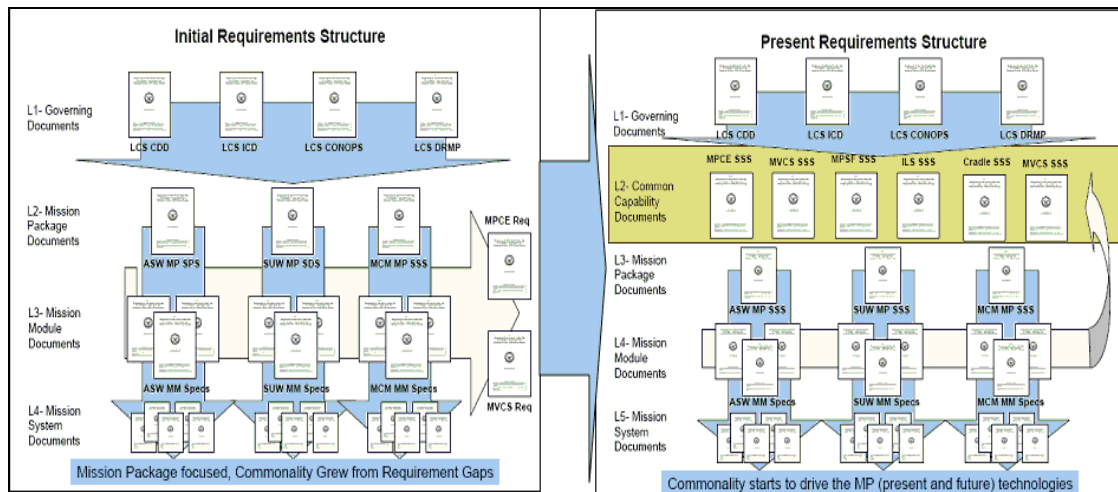 Initial Requirements Structure
L1- Governing
Documents
LCS CDD
LCS ICD
LCS CONOPS
LCS DRMP
L2- Mission
Package
Documents
MPCE Req
ASW MP SPS
SUW MP SDS
MCM MP SSS
L3- Mission
Module
Documents
ASW MM Specs
SUW MM Specs
MCM MM Specs
MVCS Req
L4- Mission
System
Documents
Mission Package focused, Commonality Grew from Requirement Gaps
Present Requirements Structure
L1- Governing
Documents
LCS CDD
LCS ICD
LCS CONOPS
LCS DRMP
MPCE SSS
MVCS SSS
MPSF SSS
ILS SSS
Cradle SSS
MVCS SSS
L2- Common
Capability
Documents
L3- Mission
Package
Documents
ASW MP SSS
SUW MP SSS
MCM MP SSS
L4- Mission
Module
Documents
ASW MM Specs
SUW MM Specs
MCM MM Specs
L5- Mission
System
Documents
Commonality starts to drive the MP (present and future) technologies